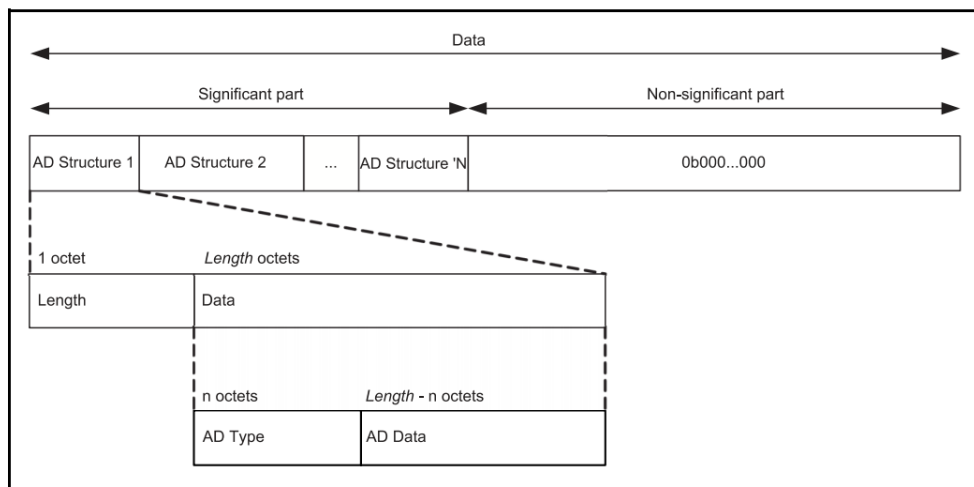 Data
Significant part
Non-significant part
AD Structure 1
AD Structure 2
...
AD Structure 'N
0b000...000
1 octet
Length octets
Length
Data
n octets
Length - n octets
AD Type
AD Data